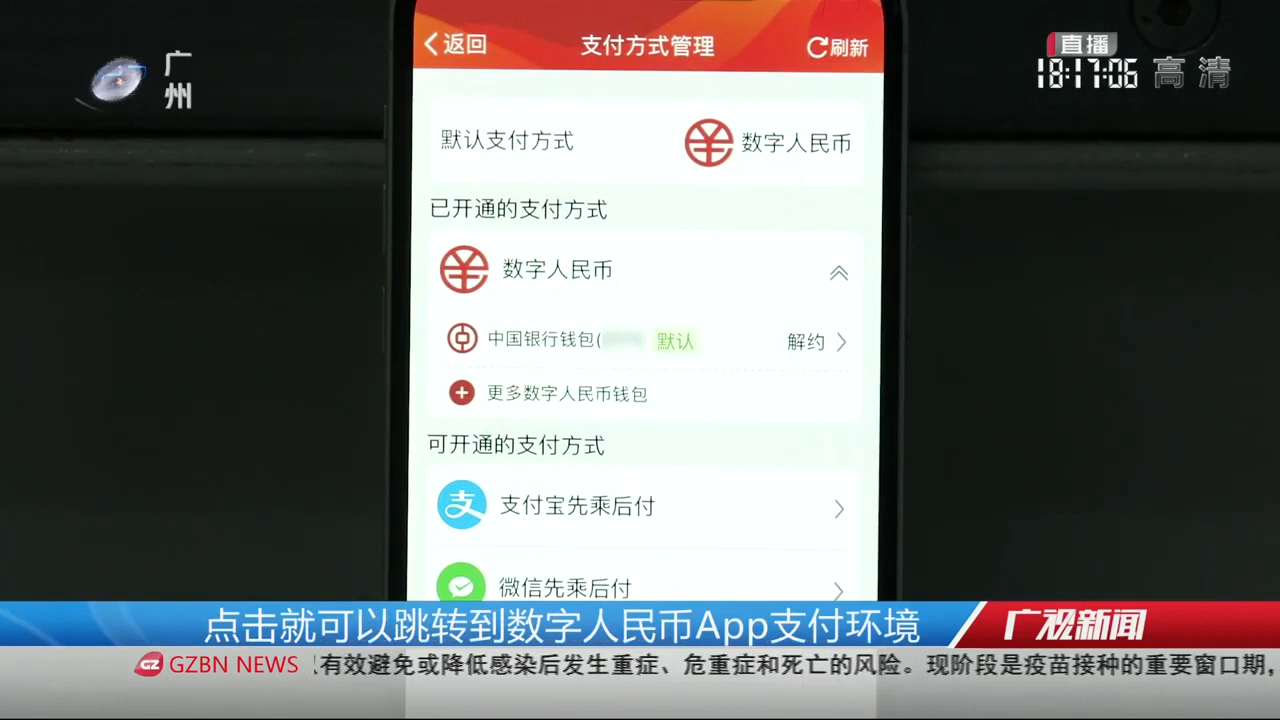 广州
直播
18:17:06 高清
返回 支付方式管理 刷新
默认支付方式 数字人民币
已开通的支付方式
数字人民币
中国银行钱包( 默认 解约
更多数字人民币钱包
可开通的支付方式
支付宝先乘后付
微信先乘后付
点击就可以跳转到数字人民币App支付环境
广视新闻
GZBN NEWS 有效避免或降低感染后发生重症、危重症和死亡的风险。现阶段是疫苗接种的重要窗口期，